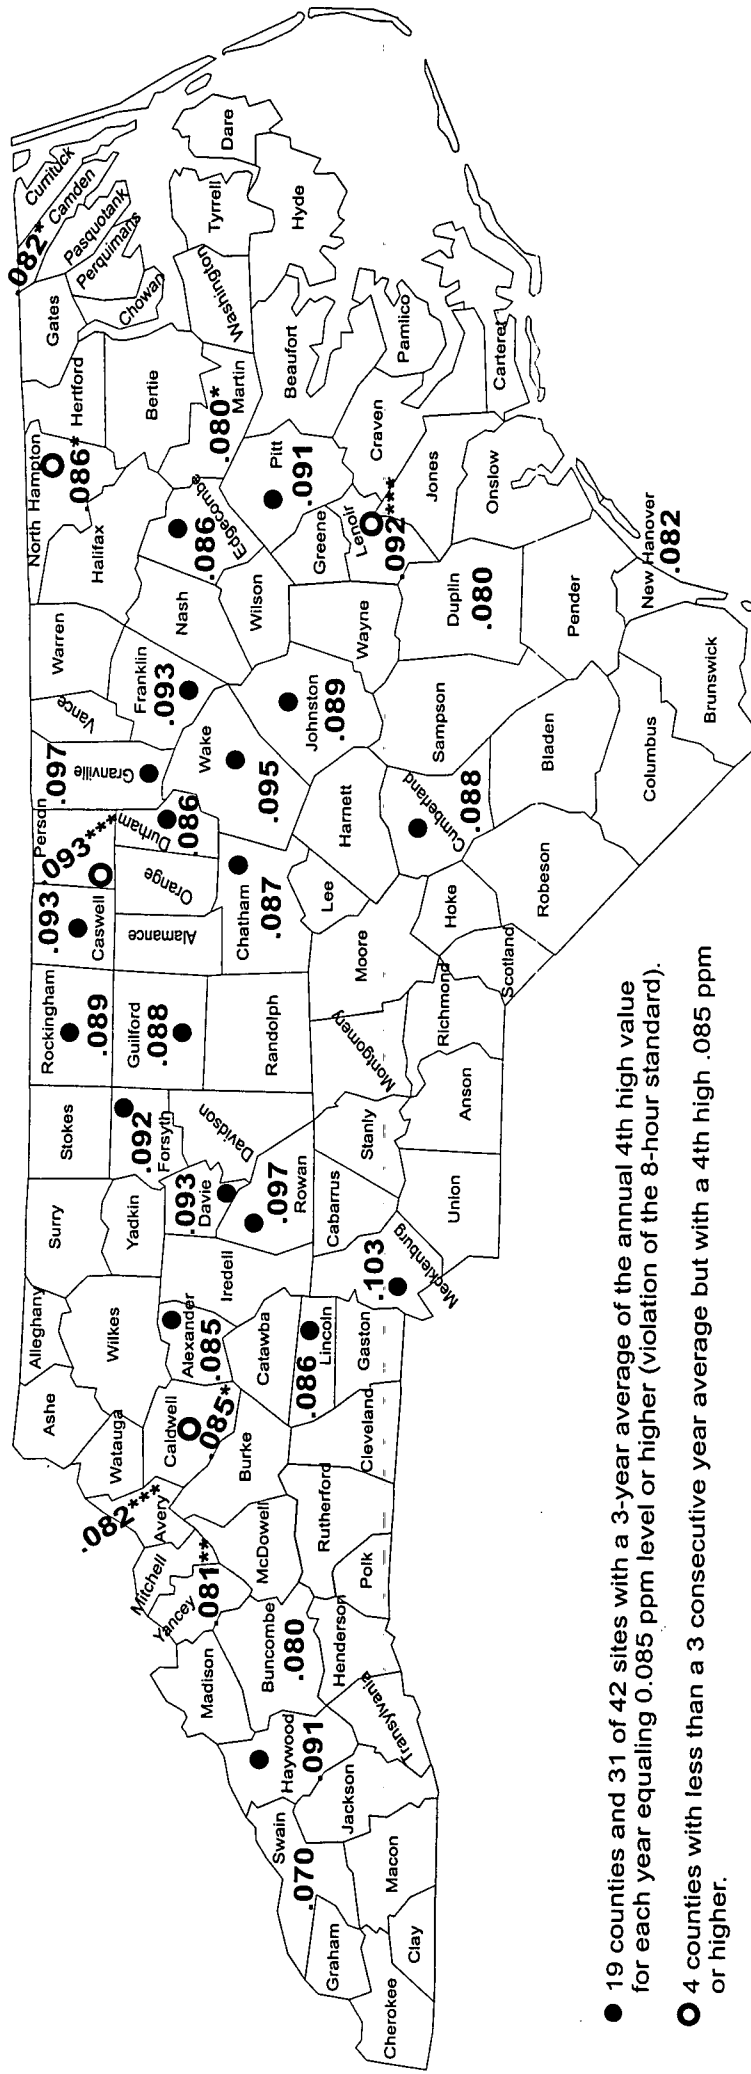 Cherokee
Graham
Clay
Swain
.070
Macon
Jackson
Haywood
.091
Transylvania
Madison
Buncombe
.080
Henderson
Yancey
.081**
Mitchell
Avery
.082***
McDowell
Polk
Rutherford
Burke
Cleveland
Watauga
Caldwell
.085*
Ashe
Alleghany
Wilkes
Alexander
.085
Catawba
Lincoln
.086
Gaston
Iredell
Mecklenburg
.103
Surry
Yadkin
Davie
.093
Rowan
.097
Cabarrus
Union
Stokes
Forsyth
.092
Davidson
Stanly
Anson
Rockingham
.089
Guilford
.088
Randolph
Montgomery
Richmond
Caswell
.093
Alamance
Chatham
.087
Moore
Scotland
Hoke
Person
.093***
Orange
Durham
.086
Lee
Harnett
Cumberland
.088
Robeson
Granville
.097
Vance
Wake
.095
Johnston
.089
Sampson
Bladen
Columbus
Brunswick
Warren
Franklin
.093
Nash
Wilson
Wayne
Duplin
.080
Pender
New Hanover
.082
North Hampton
.086*
Halifax
Edgecombe
.086
Greene
Lenoir
.092***
Pitt
.091
Jones
Onslow
Craven
Hertford
Bertie
Martin
.080*
Beaufort
Pamlico
Carteret
Gates
Chowan
Perquimans
Pasquotank
Camden
.082*
Currituck
Washington
Tyrrell
Hyde
Dare
19 counties and 31 of 42 sites with a 3-year average of the annual 4th high value
for each year equaling 0.085 ppm level or higher (violation of the 8-hour standard).
4 counties with less than a 3 consecutive year average but with a 4th high .085 ppm
or higher.